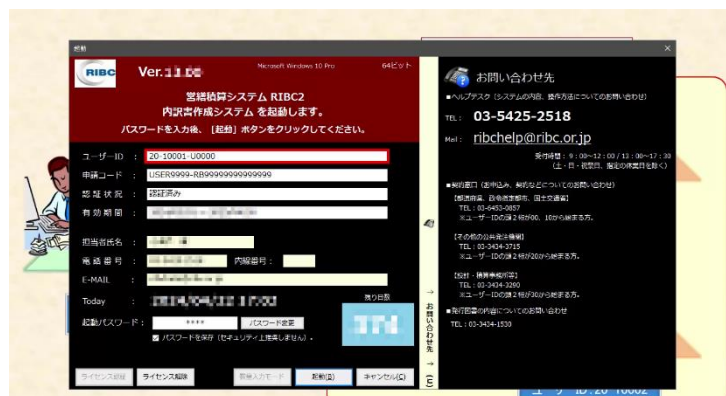 起動
RIBC
Ver.
Microsoft Windows 10 Pro
64ビット
営繕積算システム RIBC2
内訳書作成システム を起動します。
パスワードを入力後、[起動] ボタンをクリックしてください。
ユーザーID : 20-10001-U0000
申請コード : USER9999-RB9999999999999
認証状況 : 認証済み
有効期間 :
担当者氏名 :
電話番号 :
内線番号 :
E-MAIL :
Today :
残り日数
起動パスワード : ****
パスワード変更
パスワードを保存(セキュリティ上推奨しません)。
ライセンス認証
ライセンス解除
起動(B)
キャンセル(C)
→ お問い合わせ先 → (U)
お問い合わせ先
■ヘルプデスク(システムの内容、操作方法についてのお問い合わせ)
TEL: 03-5425-2518
Mail: ribchelp@ribc.or.jp
受付時間:9:00~12:00/13:00~17:30
(土・日・祝祭日、指定の休業日を除く)
■契約窓口(お申込み、契約などについてのお問い合わせ)
【都道府県、政令指定都市、国土交通省】
TEL:03-6453-0857
※ユーザーIDの頭2桁が00、10から始まる方。
【その他の公共発注機関】
TEL:03-3434-3715
※ユーザーIDの頭2桁が20から始まる方。
【設計・積算事務所等】
TEL:03-3434-3290
※ユーザーIDの頭2桁が30から始まる方。
■発行図書の内容についてのお問い合わせ
TEL:03-3434-1530
ユーザーID:20-10002